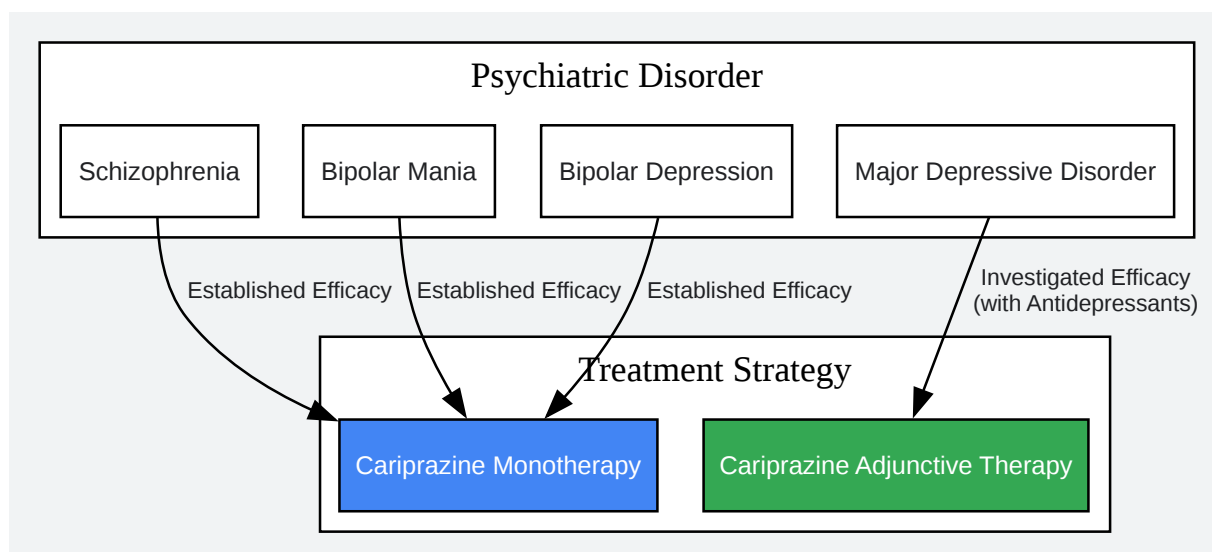 Psychiatric Disorder
Schizophrenia
Bipolar Mania
Bipolar Depression
Major Depressive Disorder
Established Efficacy
Established Efficacy
Established Efficacy
Investigated Efficacy
(with Antidepressants)
Treatment Strategy
Cariprazine Monotherapy
Cariprazine Adjunctive Therapy